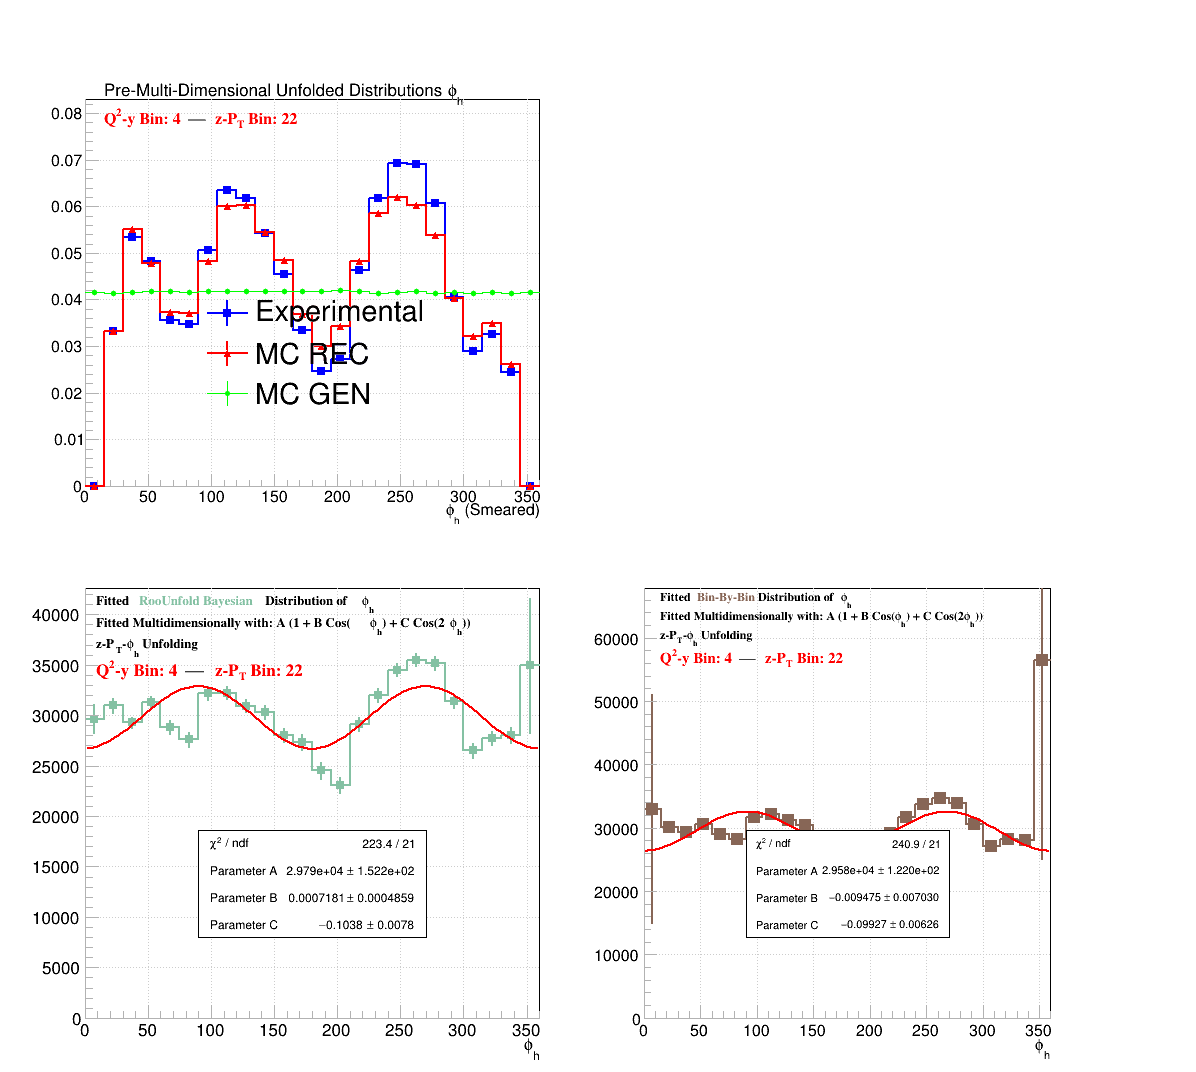 Pre-Multi-Dimensional Unfolded Distributions ϕh
Q²-y Bin: 4 — z-PT Bin: 22
0.08
0.07
0.06
0.05
0.04
0.03
0.02
0.01
0
Experimental
MC REC
MC GEN
0 50 100 150 200 250 300 350
ϕh (Smeared)
Fitted RooUnfold Bayesian Distribution of ϕh
Fitted Multidimensionally with: A (1 + B Cos( ϕh) + C Cos(2 ϕh))
z-PT-ϕh Unfolding
Q²-y Bin: 4 — z-PT Bin: 22
40000
35000
30000
25000
20000
15000
10000
5000
0
χ² / ndf 223.4 / 21
Parameter A 2.979e+04 ± 1.522e+02
Parameter B 0.0007181 ± 0.0004859
Parameter C −0.1038 ± 0.0078
0 50 100 150 200 250 300 350
ϕh
Fitted Bin-By-Bin Distribution of ϕh
Fitted Multidimensionally with: A (1 + B Cos(ϕh) + C Cos(2ϕh))
z-PT-ϕh Unfolding
Q²-y Bin: 4 — z-PT Bin: 22
60000
50000
40000
30000
20000
10000
0
χ² / ndf 240.9 / 21
Parameter A 2.958e+04 ± 1.220e+02
Parameter B −0.009475 ± 0.007030
Parameter C −0.09927 ± 0.00626
0 50 100 150 200 250 300 350
ϕh